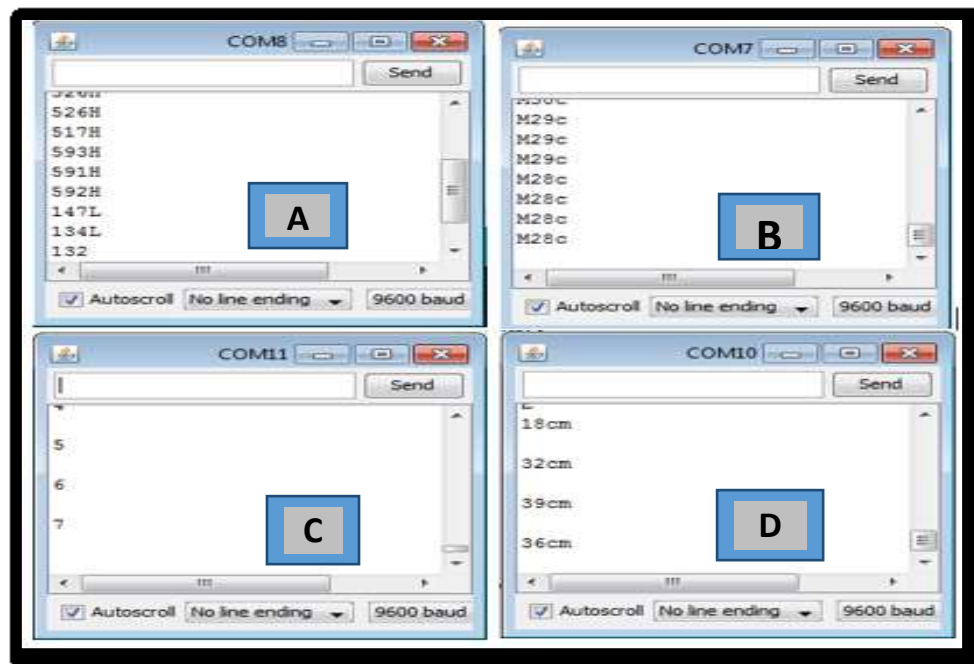 COM8
Send
526H
517H
593H
591H
592H
147L
134L
132
A
Autoscroll No line ending 9600 baud
COM7
Send
M29c
M29c
M29c
M28c
M28c
M28c
M28c
B
Autoscroll No line ending 9600 baud
COM11
Send
5
6
7
C
Autoscroll No line ending 9600 baud
COM10
Send
18cm
32cm
39cm
36cm
D
Autoscroll No line ending 9600 baud